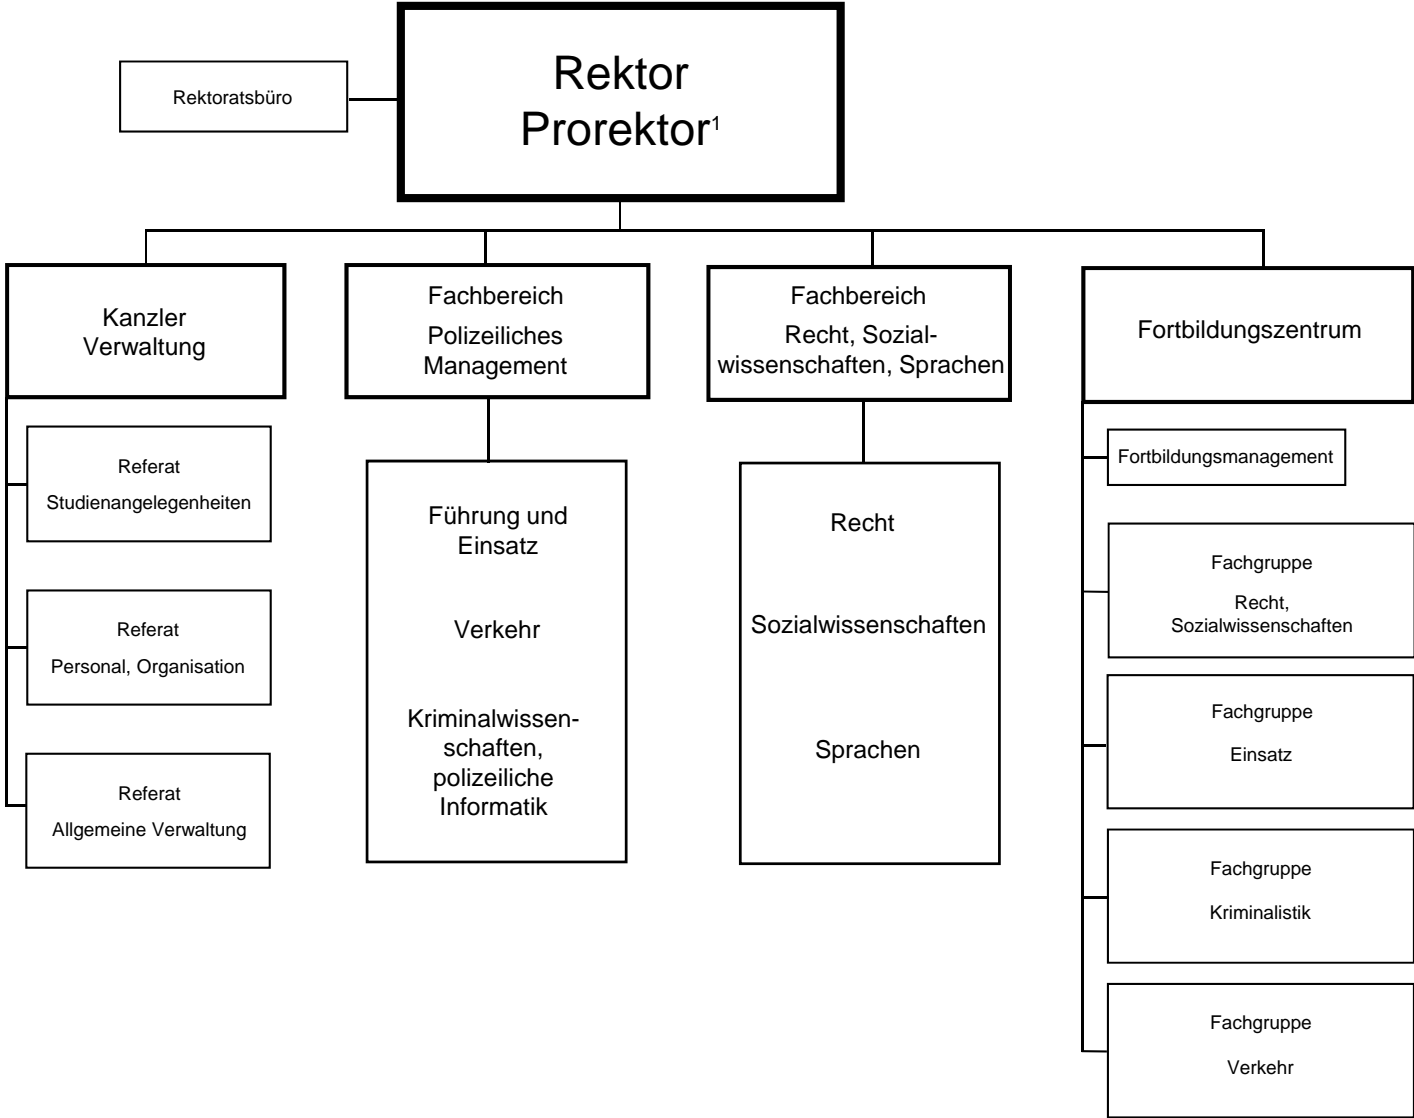 Rektor
Prorektor¹
Rektoratsbüro
Kanzler
Verwaltung
Referat
Studienangelegenheiten
Referat
Personal, Organisation
Referat
Allgemeine Verwaltung
Fachbereich
Polizeiliches
Management
Führung und
Einsatz
Verkehr
Kriminalwissen-
schaften,
polizeiliche
Informatik
Fachbereich
Recht, Sozial-
wissenschaften, Sprachen
Recht
Sozialwissenschaften
Sprachen
Fortbildungszentrum
Fortbildungsmanagement
Fachgruppe
Recht,
Sozialwissenschaften
Fachgruppe
Einsatz
Fachgruppe
Kriminalistik
Fachgruppe
Verkehr